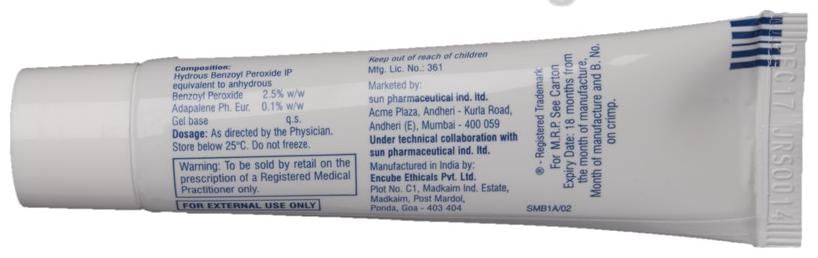 Composition:
Hydrous Benzoyl Peroxide IP
equivalent to anhydrous
Benzoyl Peroxide 2.5% w/w
Adapalene Ph. Eur. 0.1% w/w
Gel base q.s.
Dosage: As directed by the Physician.
Store below 25°C. Do not freeze.
Warning: To be sold by retail on the
prescription of a Registered Medical
Practitioner only.
FOR EXTERNAL USE ONLY
Keep out of reach of children
Mfg. Lic. No.: 361
Marketed by:
sun pharmaceutical ind. ltd.
Acme Plaza, Andheri - Kurla Road,
Andheri (E), Mumbai - 400 059
Under technical collaboration with
sun pharmaceutical ind. ltd.
Manufactured in India by:
Encube Ethicals Pvt. Ltd.
Plot No. C1, Madkaim Ind. Estate,
Madkaim, Post Mardol,
Ponda, Goa - 403 404
® - Registered Trademark
For M.R.P. See Carton
Expiry Date: 18 months from
the month of manufacture,
Month of manufacture and B. No.
on crimp.
SMB1A/02
DEC17 JRS0014